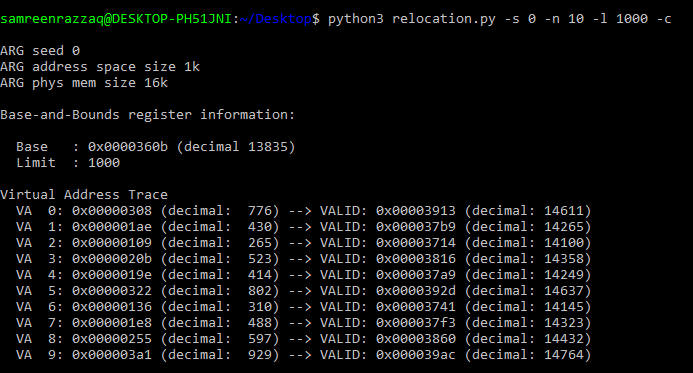 samreenrazzaq@DESKTOP-PH51JNI:~/Desktop$ python3 relocation.py -s 0 -n 10 -l 1000 -c
ARG seed 0
ARG address space size 1k
ARG phys mem size 16k
Base-and-Bounds register information:
Base   : 0x0000360b (decimal 13835)
Limit  : 1000
Virtual Address Trace
VA  0: 0x00000308 (decimal:  776) --> VALID: 0x00003913 (decimal: 14611)
VA  1: 0x000001ae (decimal:  430) --> VALID: 0x000037b9 (decimal: 14265)
VA  2: 0x00000109 (decimal:  265) --> VALID: 0x00003714 (decimal: 14100)
VA  3: 0x0000020b (decimal:  523) --> VALID: 0x00003816 (decimal: 14358)
VA  4: 0x0000019e (decimal:  414) --> VALID: 0x000037a9 (decimal: 14249)
VA  5: 0x00000322 (decimal:  802) --> VALID: 0x0000392d (decimal: 14637)
VA  6: 0x00000136 (decimal:  310) --> VALID: 0x00003741 (decimal: 14145)
VA  7: 0x000001e8 (decimal:  488) --> VALID: 0x000037f3 (decimal: 14323)
VA  8: 0x00000255 (decimal:  597) --> VALID: 0x00003860 (decimal: 14432)
VA  9: 0x000003a1 (decimal:  929) --> VALID: 0x000039ac (decimal: 14764)